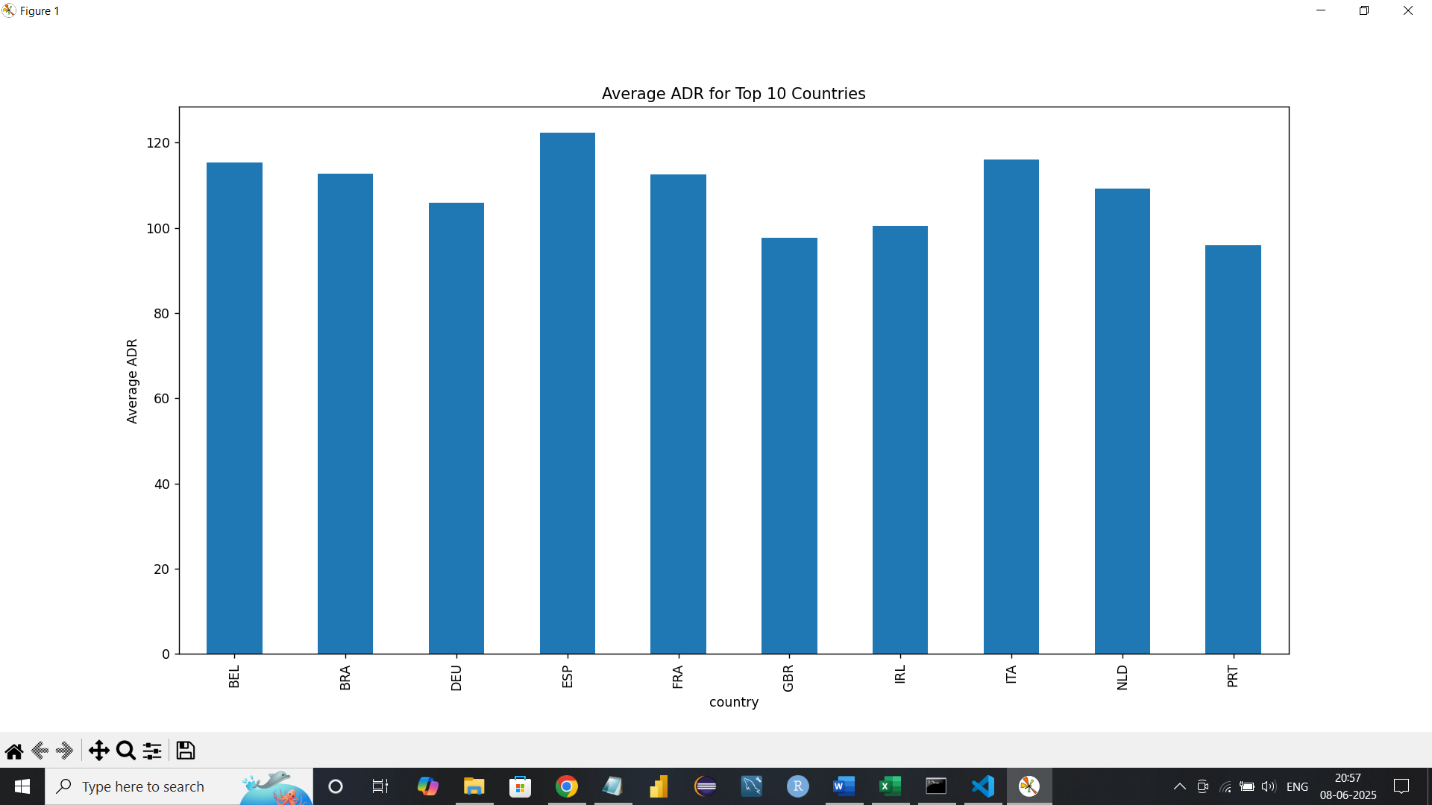 Figure 1
Average ADR for Top 10 Countries
120
100
80
60
40
20
0
Average ADR
BEL BRA DEU ESP FRA GBR IRL ITA NLD PRT
country
Type here to search
R
W
X
ENG
20:57
08-06-2025